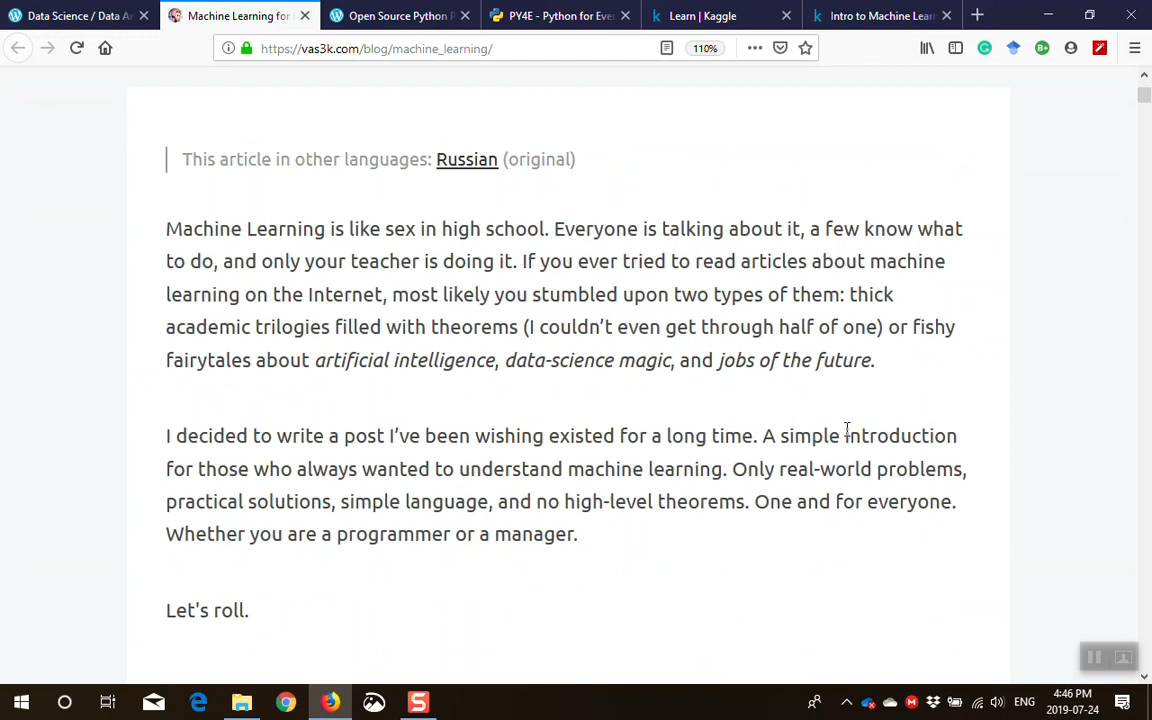 Data Science / Data Ar
Machine Learning for
Open Source Python P
PY4E - Python for Eve
Learn | Kaggle
Intro to Machine Learn
https://vas3k.com/blog/machine_learning/
110%
This article in other languages: Russian (original)
Machine Learning is like sex in high school. Everyone is talking about it, a few know what
to do, and only your teacher is doing it. If you ever tried to read articles about machine
learning on the Internet, most likely you stumbled upon two types of them: thick
academic trilogies filled with theorems (I couldn’t even get through half of one) or fishy
fairytales about artificial intelligence, data-science magic, and jobs of the future.
I decided to write a post I’ve been wishing existed for a long time. A simple introduction
for those who always wanted to understand machine learning. Only real-world problems,
practical solutions, simple language, and no high-level theorems. One and for everyone.
Whether you are a programmer or a manager.
Let's roll.
ENG
4:46 PM
2019-07-24